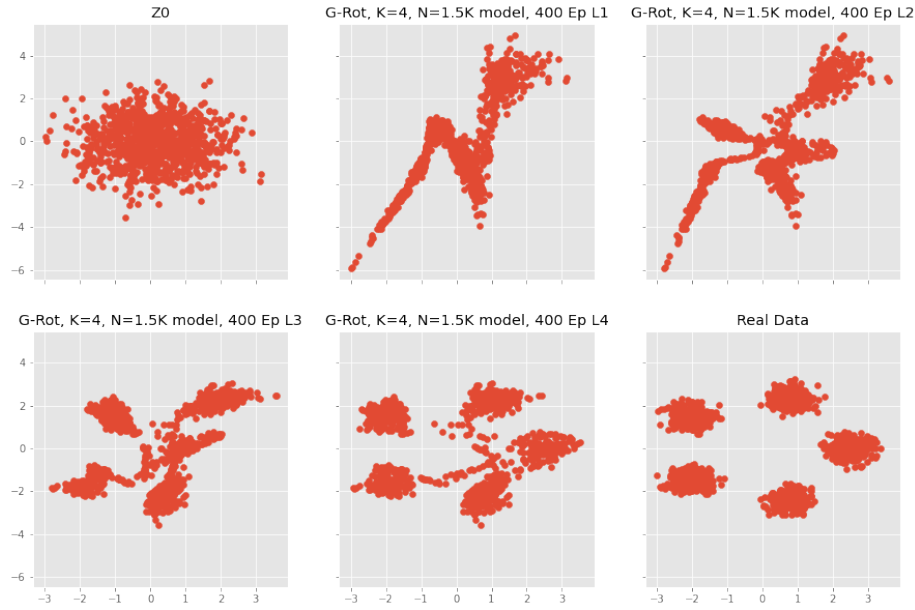 Z0
G-Rot, K=4, N=1.5K model, 400 Ep L1
G-Rot, K=4, N=1.5K model, 400 Ep L2
4
2
0
−2
−4
−6
G-Rot, K=4, N=1.5K model, 400 Ep L3
G-Rot, K=4, N=1.5K model, 400 Ep L4
Real Data
4
2
0
−2
−4
−6
−3 −2 −1 0 1 2 3
−3 −2 −1 0 1 2 3
−3 −2 −1 0 1 2 3